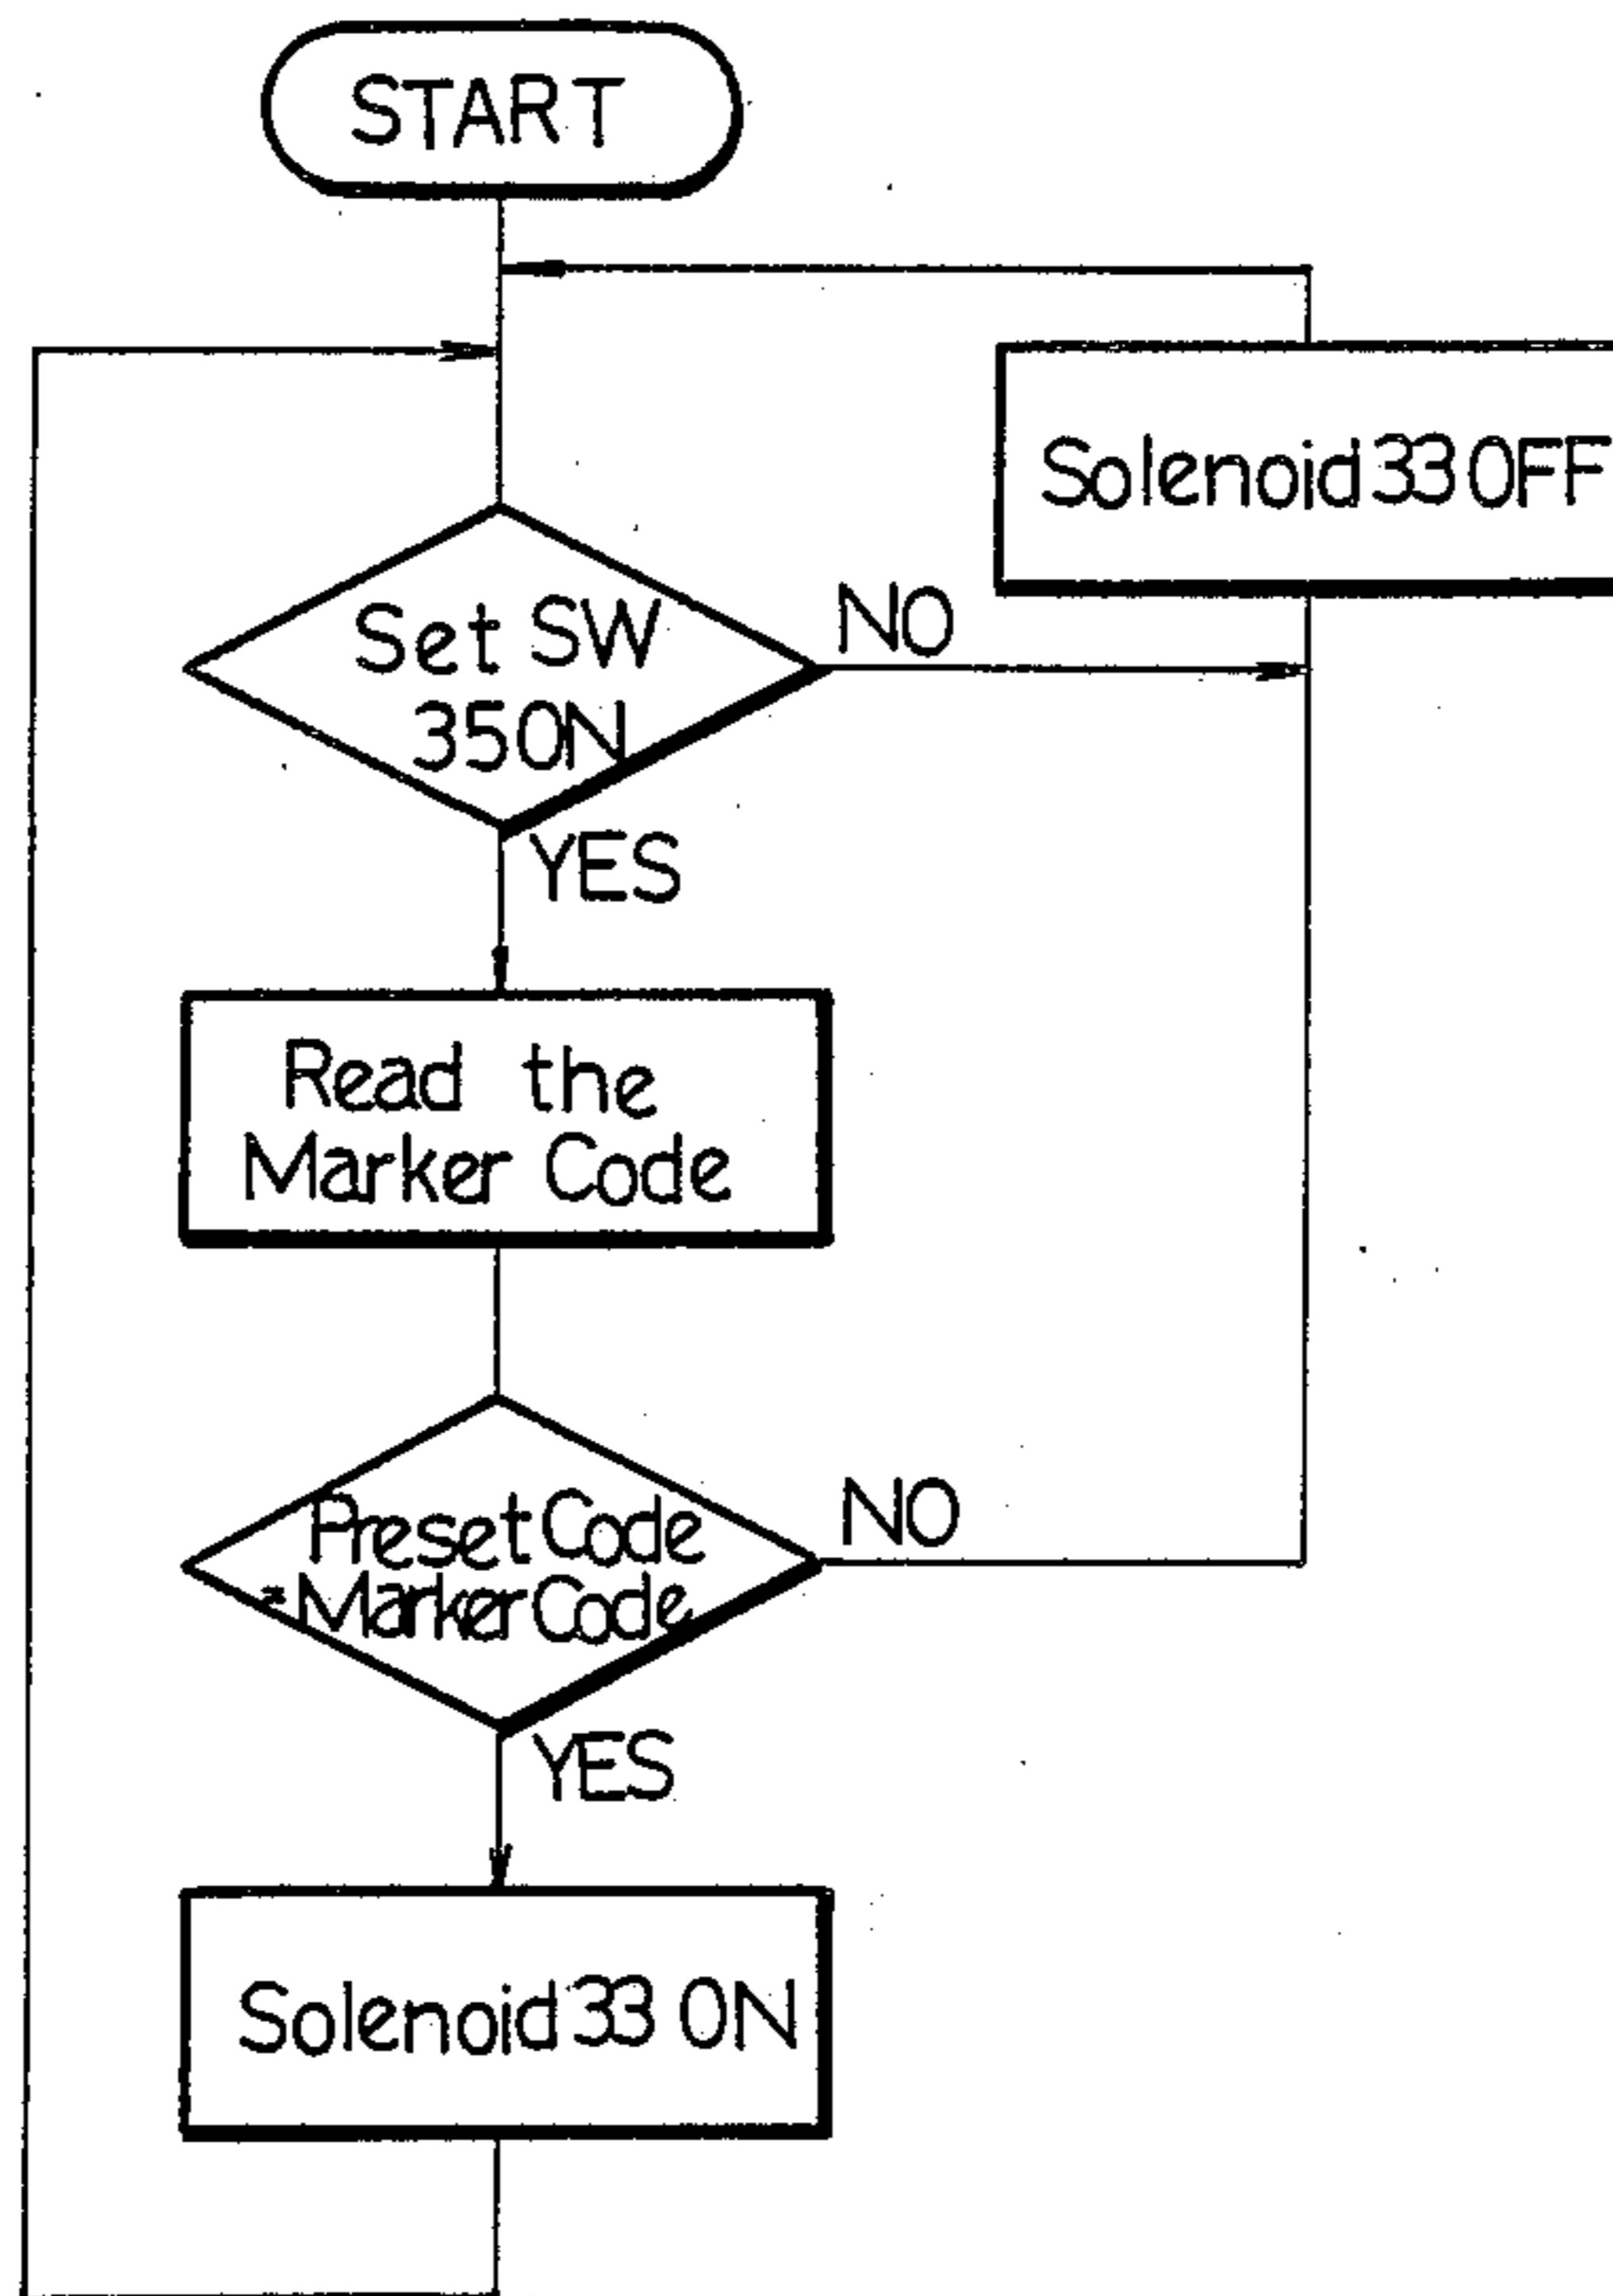 START
Solenoid 33 OFF
Set SW
35 ON
NO
YES
Read the
Marker Code
Preset Code
=Marker Code
NO
YES
Solenoid 33 ON